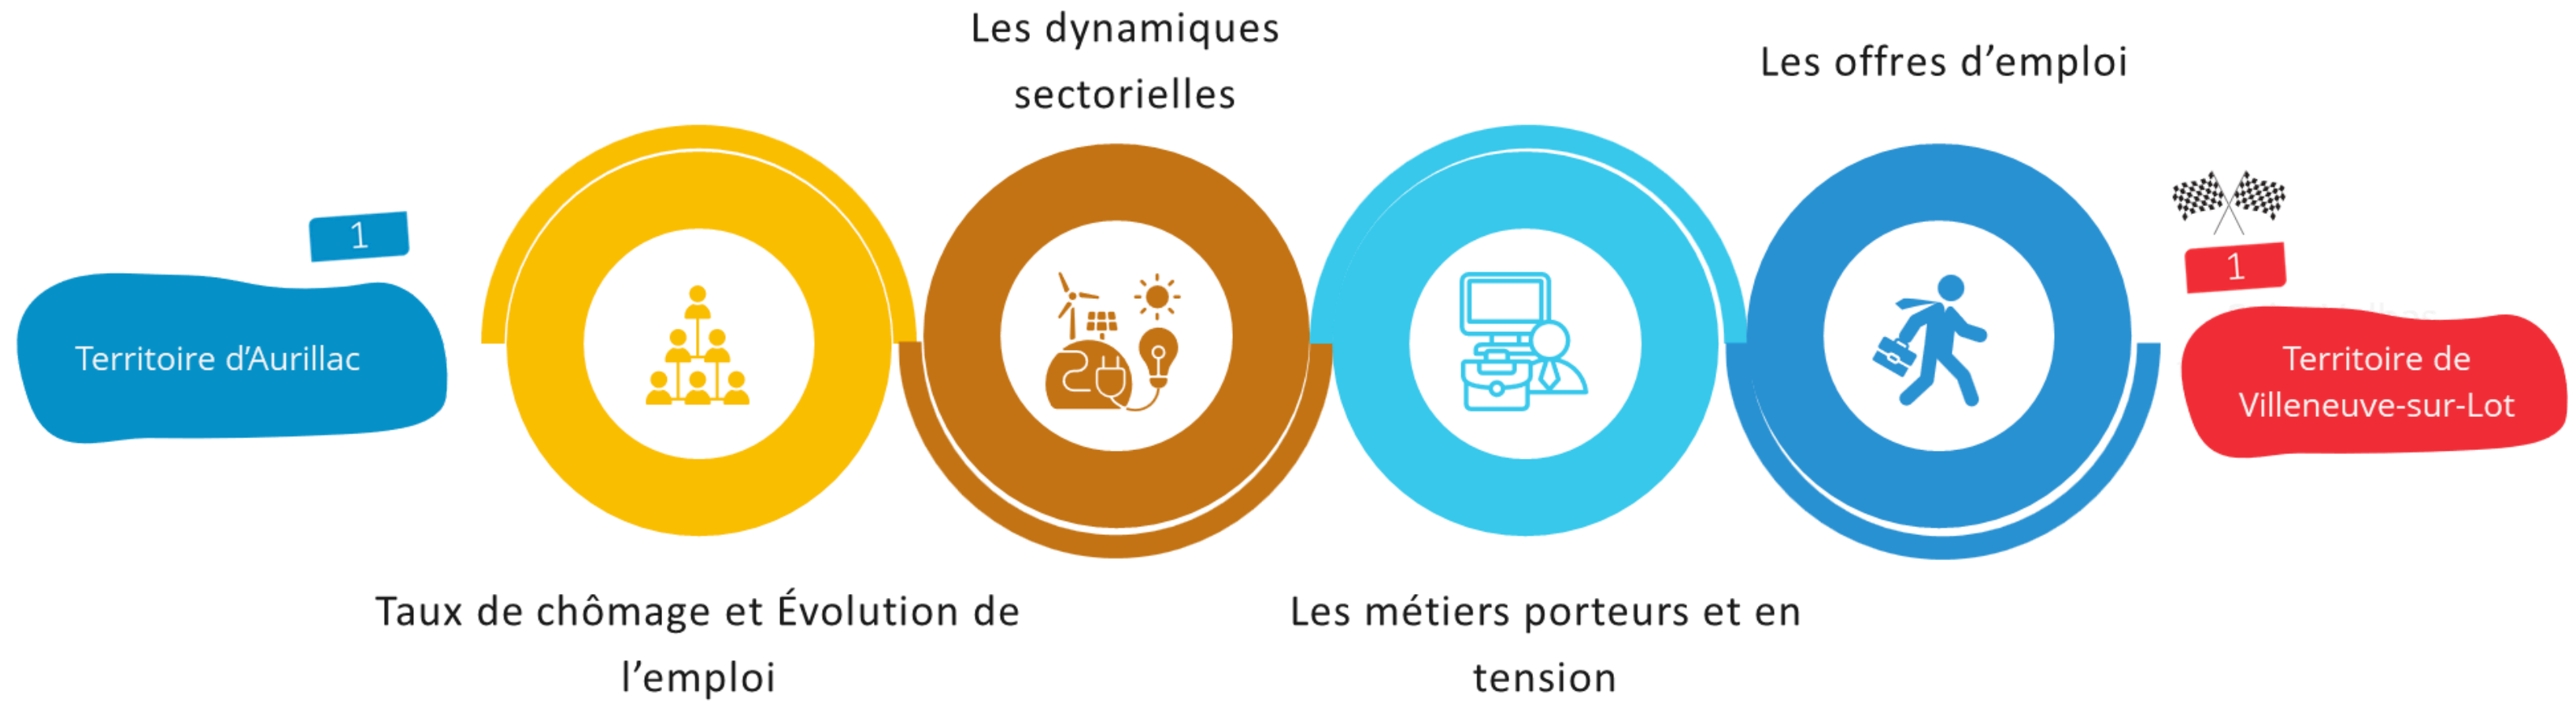 1
Territoire d’Aurillac
Taux de chômage et Évolution de
l’emploi
Les dynamiques
sectorielles
Les métiers porteurs et en
tension
Les offres d’emploi
1
Territoire de
Villeneuve-sur-Lot